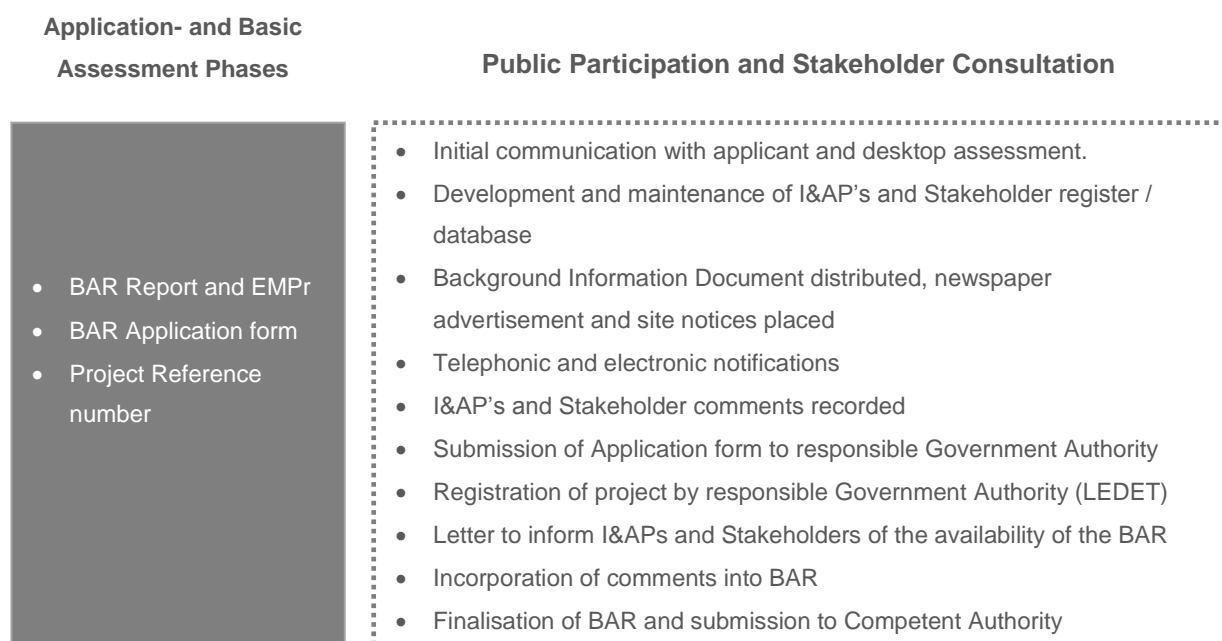 Application- and Basic
Assessment Phases
Public Participation and Stakeholder Consultation
• BAR Report and EMPr
• BAR Application form
• Project Reference
number
• Initial communication with applicant and desktop assessment.
• Development and maintenance of I&AP’s and Stakeholder register /
database
• Background Information Document distributed, newspaper
advertisement and site notices placed
• Telephonic and electronic notifications
• I&AP’s and Stakeholder comments recorded
• Submission of Application form to responsible Government Authority
• Registration of project by responsible Government Authority (LEDET)
• Letter to inform I&APs and Stakeholders of the availability of the BAR
• Incorporation of comments into BAR
• Finalisation of BAR and submission to Competent Authority